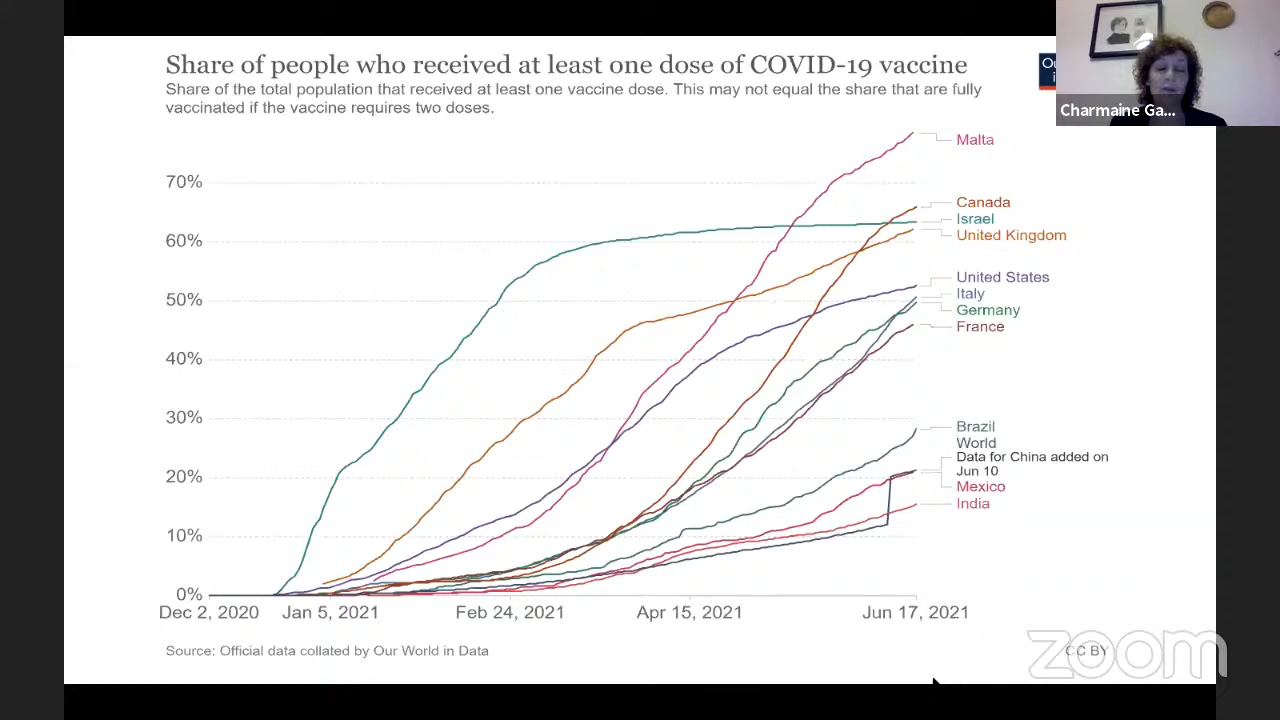 Share of people who received at least one dose of COVID-19 vaccine
Share of the total population that received at least one vaccine dose. This may not equal the share that are fully
vaccinated if the vaccine requires two doses.
Charmaine Ga...
Malta
70%
Canada
Israel
60%
United Kingdom
United States
50%
Italy
Germany
France
40%
30%
Brazil
World
Data for China added on
Jun 10
20%
Mexico
India
10%
0%
Dec 2, 2020
Jan 5, 2021
Feb 24, 2021
Apr 15, 2021
Jun 17, 2021
Source: Official data collated by Our World in Data
CC BY
zoom